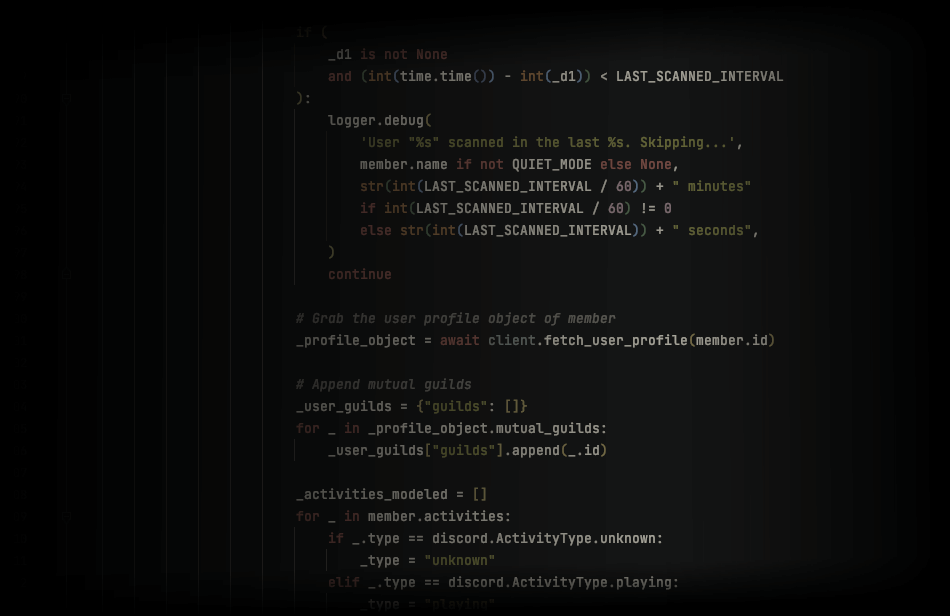 if (
_d1 is not None
and (int(time.time()) - int(_d1)) < LAST_SCANNED_INTERVAL
):
logger.debug(
'User "%s" scanned in the last %s. Skipping...',
member.name if not QUIET_MODE else None,
str(int(LAST_SCANNED_INTERVAL / 60)) + " minutes"
if int(LAST_SCANNED_INTERVAL / 60) != 0
else str(int(LAST_SCANNED_INTERVAL)) + " seconds",
)
continue
# Grab the user profile object of member
_profile_object = await client.fetch_user_profile(member.id)
# Append mutual guilds
_user_guilds = {"guilds": []}
for _ in _profile_object.mutual_guilds:
_user_guilds["guilds"].append(_.id)
_activities_modeled = []
for _ in member.activities:
if _.type == discord.ActivityType.unknown:
_type = "unknown"
elif _.type == discord.ActivityType.playing:
_type = "playing"